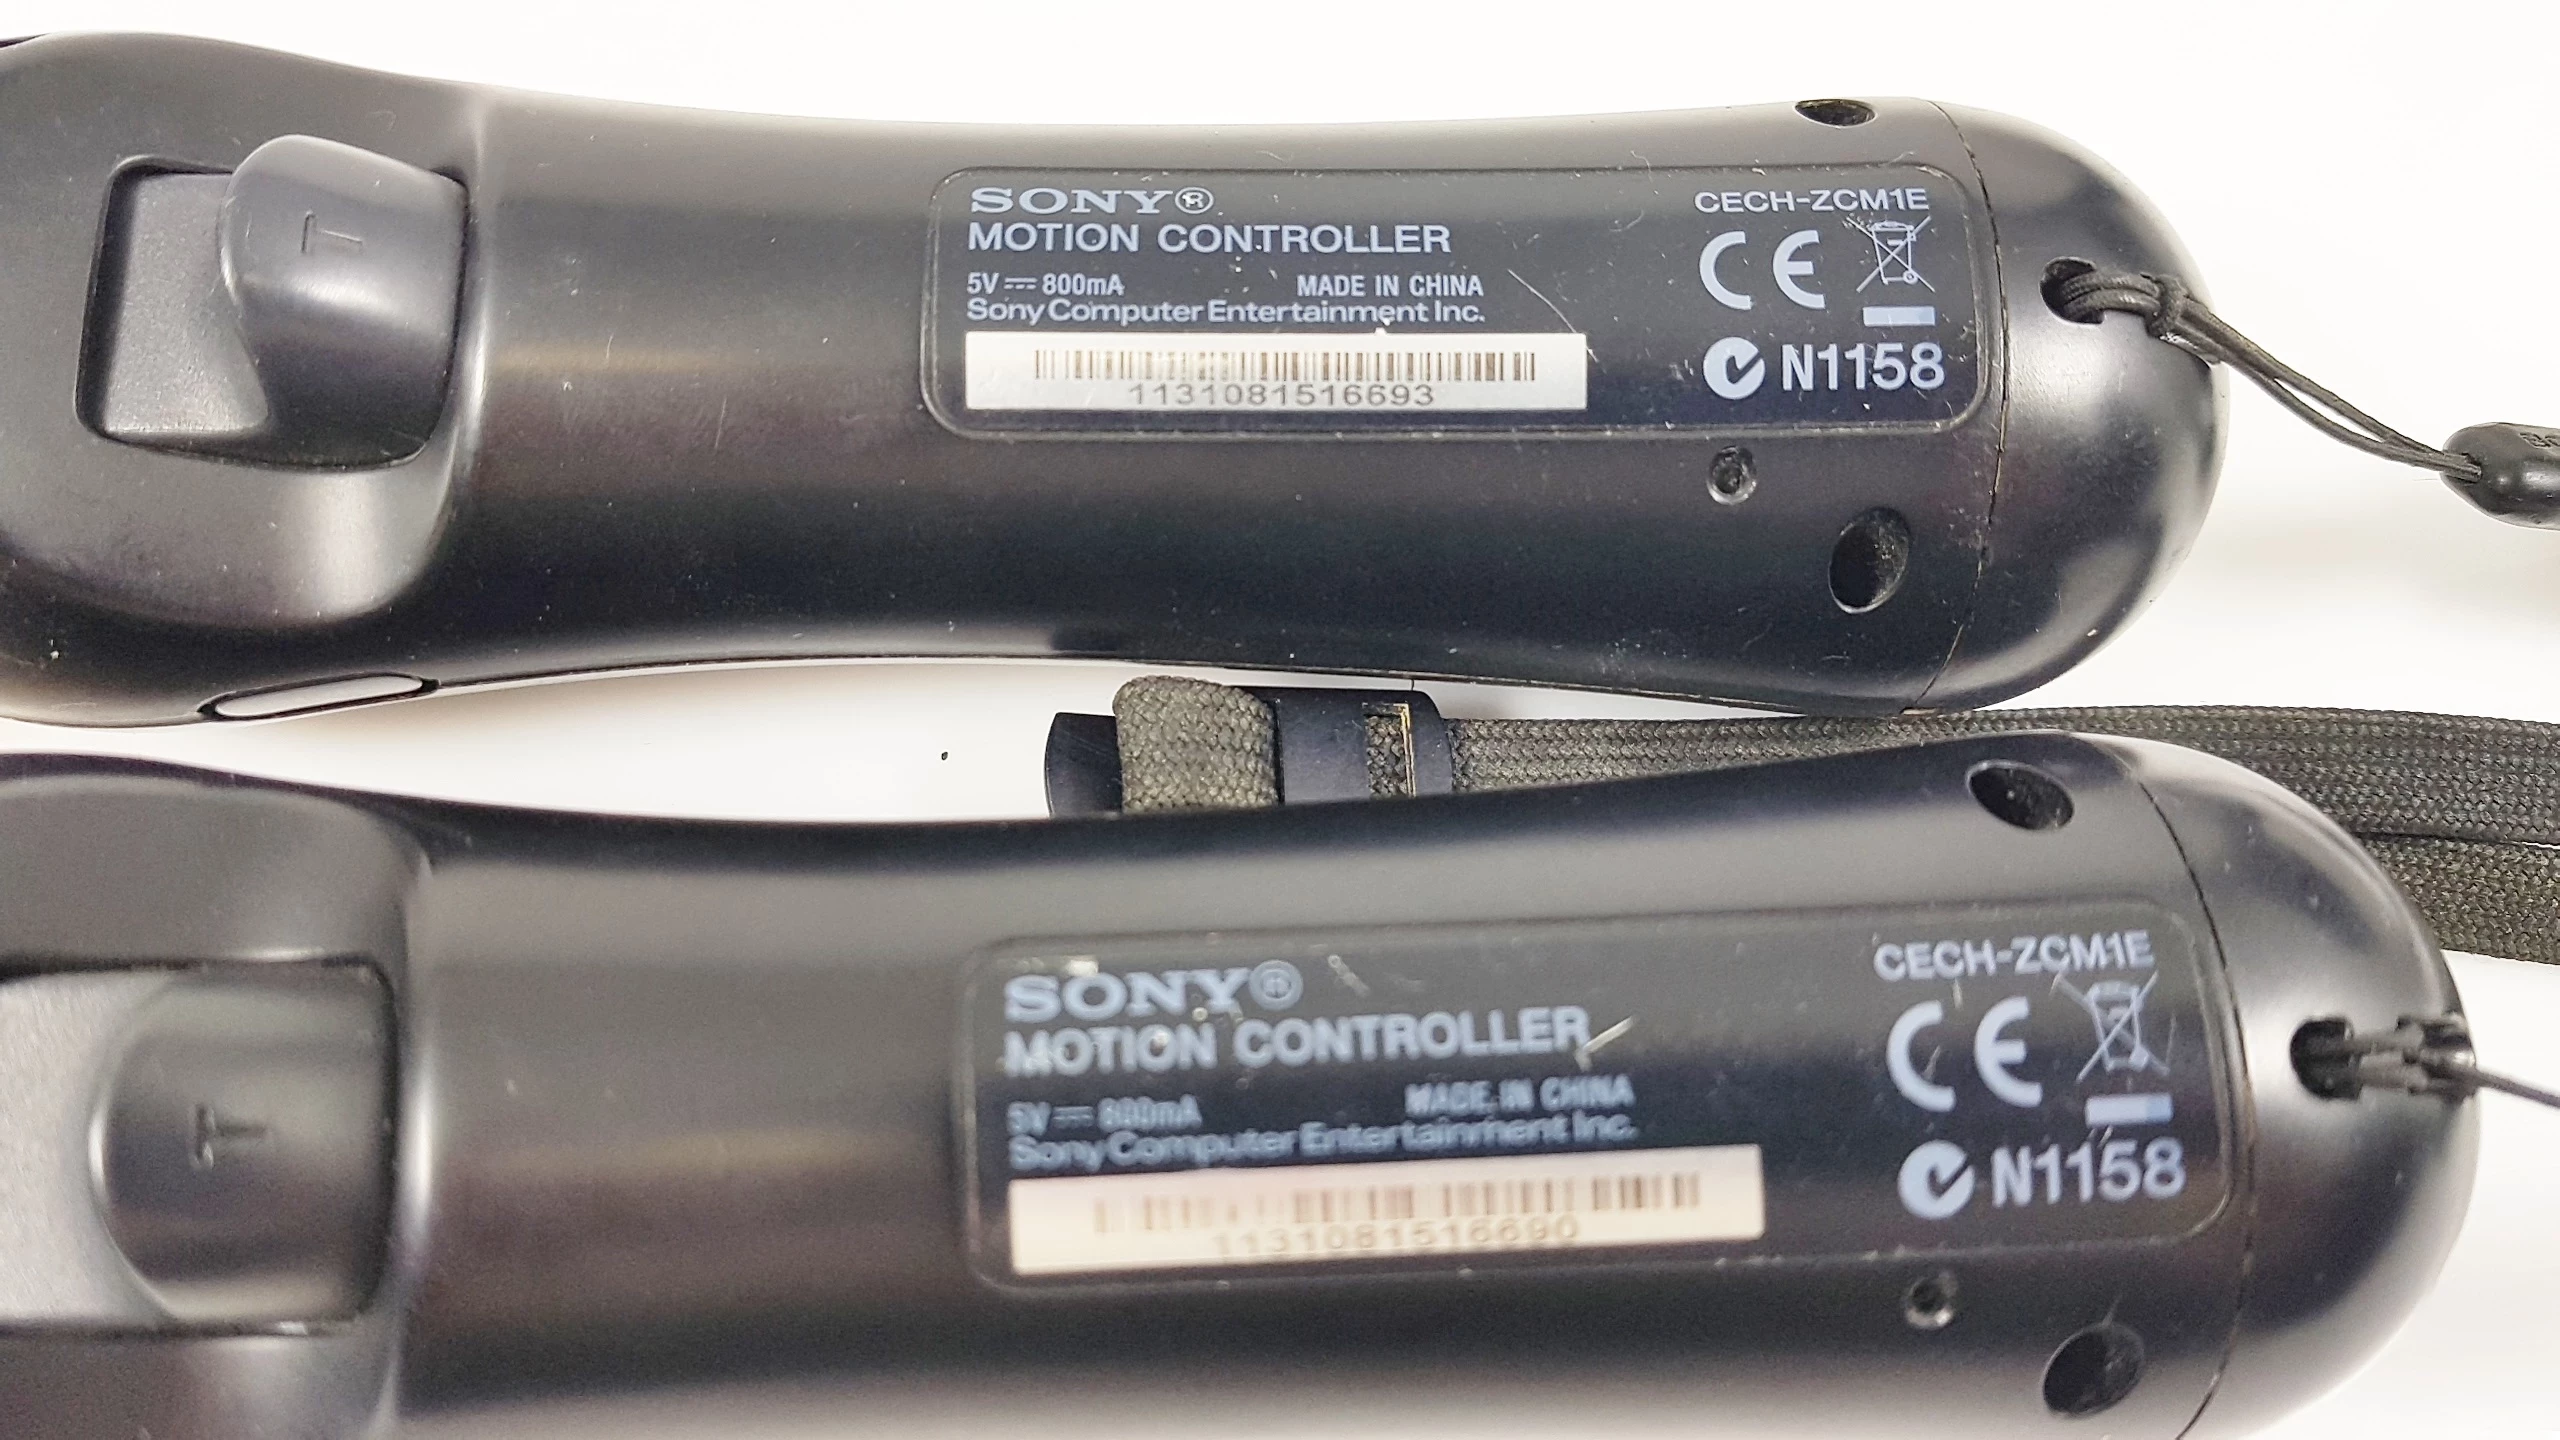 T
SONY®
MOTION CONTROLLER
5V⎓800mA MADE IN CHINA
Sony Computer Entertainment Inc.
1131081516693
CECH-ZCM1E
CE
N1158
T
SONY®
MOTION CONTROLLER
5V⎓800mA MADE IN CHINA
Sony Computer Entertainment Inc.
1131081516690
CECH-ZCM1E
CE
N1158